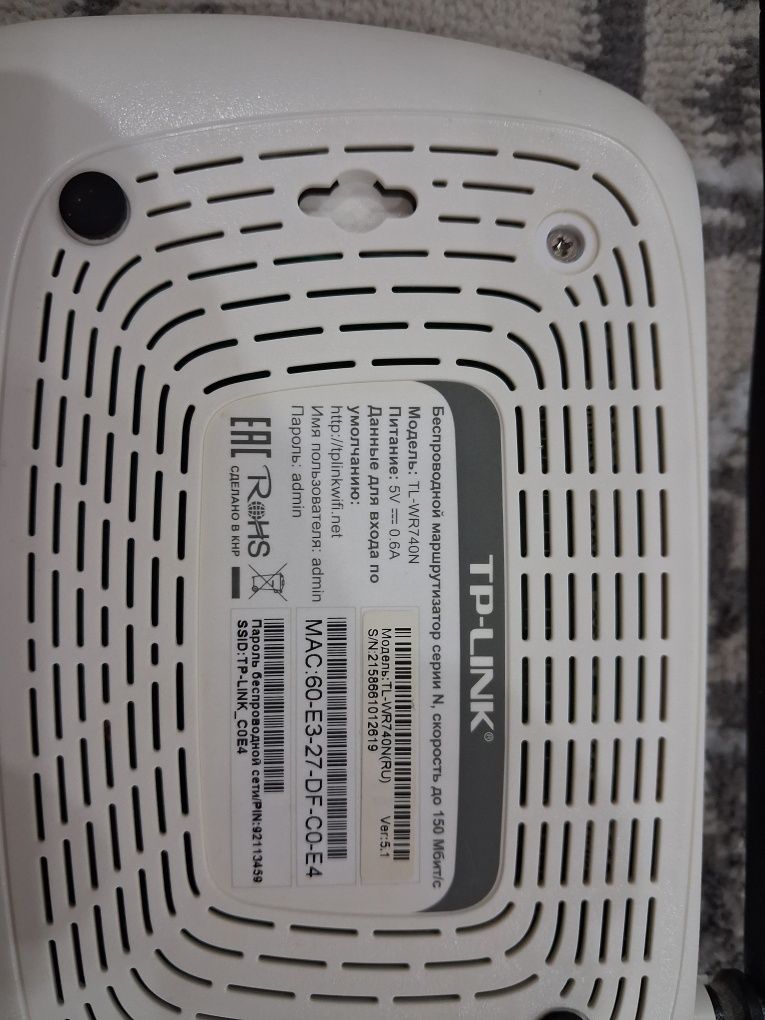 TP-LINK®
Беспроводной маршрутизатор серии N, скорость до 150 Мбит/с
Модель: TL-WR740N
Питание: 5V ⎓ 0.6A
Данные для входа по
умолчанию:
http://tplinkwifi.net
Имя пользователя: admin
Пароль: admin
EAC RoHS
СДЕЛАНО В КНР
Модель:TL-WR740N(RU) Ver:5.1
S/N:2158661012619
MAC:60-E3-27-DF-C0-E4
Пароль беспроводной сети/PIN:92113459
SSID:TP-LINK_C0E4